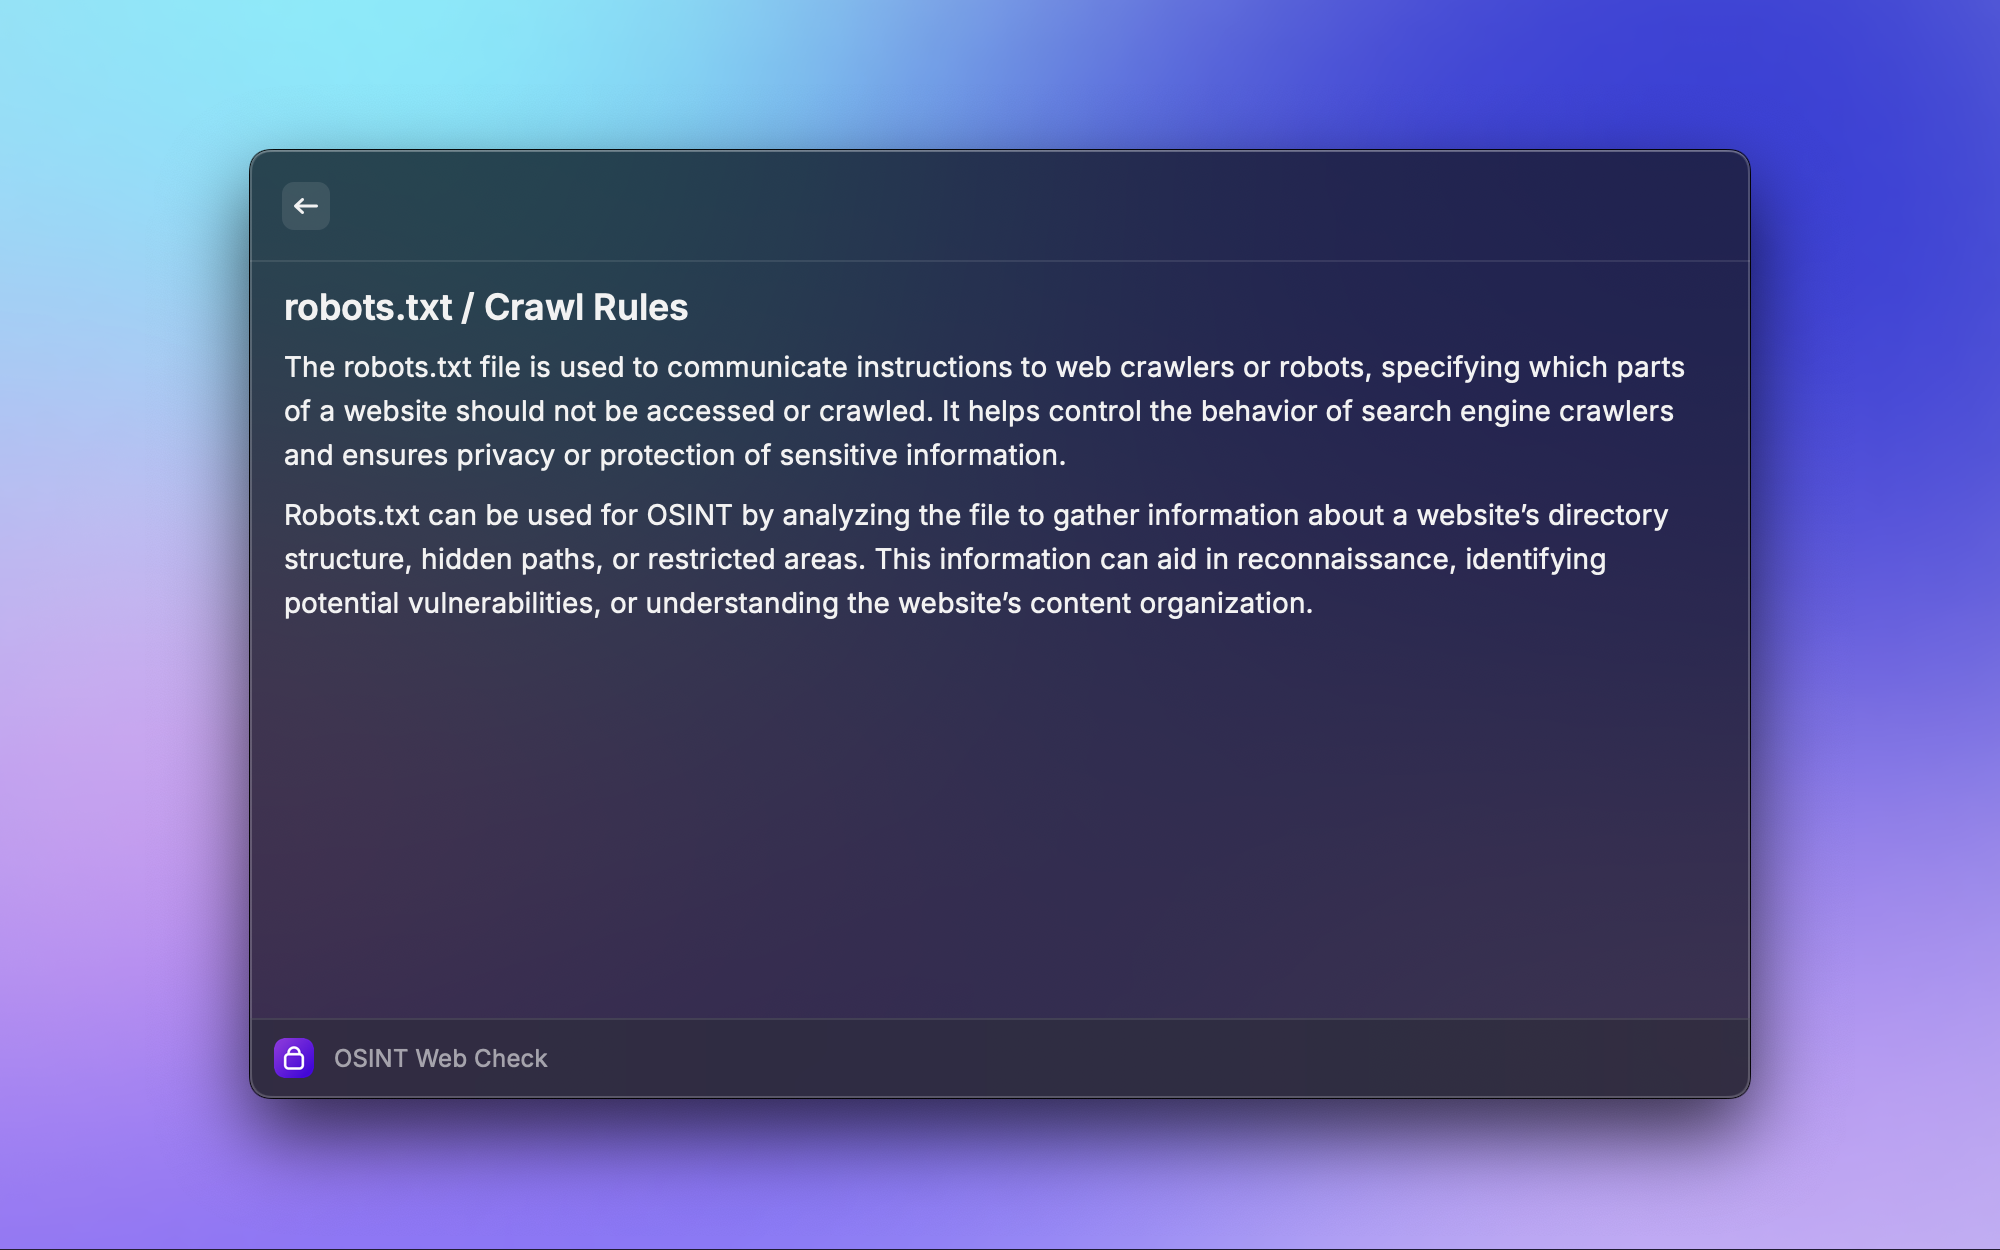 robots.txt / Crawl Rules
The robots.txt file is used to communicate instructions to web crawlers or robots, specifying which parts
of a website should not be accessed or crawled. It helps control the behavior of search engine crawlers
and ensures privacy or protection of sensitive information.
Robots.txt can be used for OSINT by analyzing the file to gather information about a website’s directory
structure, hidden paths, or restricted areas. This information can aid in reconnaissance, identifying
potential vulnerabilities, or understanding the website’s content organization.
OSINT Web Check